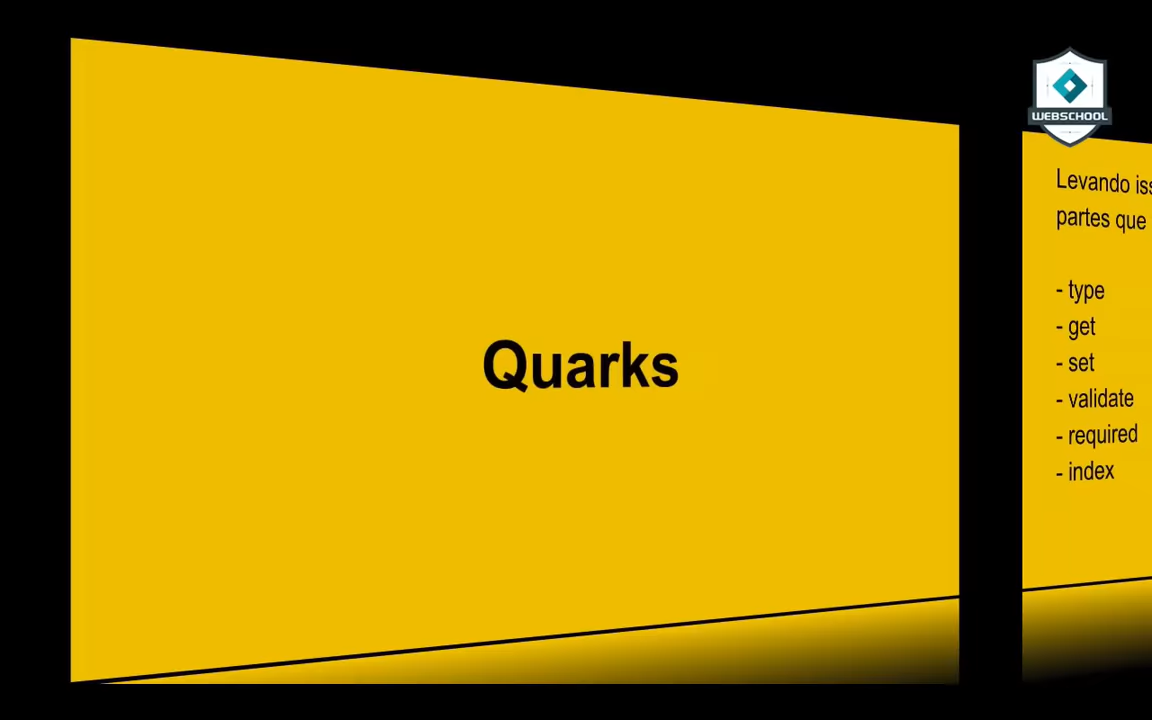 Quarks
WEBSCHOOL
Levando
partes que
- type
- get
- set
- validate
- required
- index